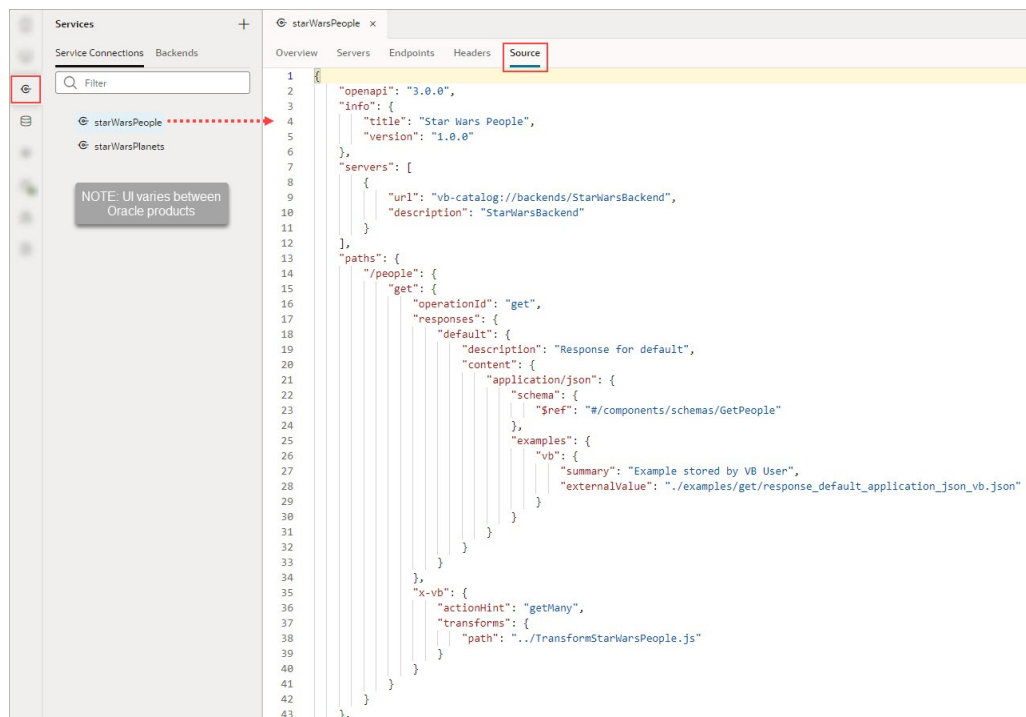 Services +
Service Connections Backends
Filter
starWarsPeople
starWarsPlanets
NOTE: UI varies between
Oracle products
starWarsPeople ×
Overview Servers Endpoints Headers Source
1 {
2 "openapi": "3.0.0",
3 "info": {
4 "title": "Star Wars People",
5 "version": "1.0.0"
6 },
7 "servers": [
8 {
9 "url": "vb-catalog://backends/StarWarsBackend",
10 "description": "StarWarsBackend"
11 }
12 ],
13 "paths": {
14 "/people": {
15 "get": {
16 "operationId": "get",
17 "responses": {
18 "default": {
19 "description": "Response for default",
20 "content": {
21 "application/json": {
22 "schema": {
23 "$ref": "#/components/schemas/GetPeople"
24 },
25 "examples": {
26 "vb": {
27 "summary": "Example stored by VB User",
28 "externalValue": "./examples/get/response_default_application_json_vb.json"
29 }
30 }
31 }
32 }
33 }
34 },
35 "x-vb": {
36 "actionHint": "getMany",
37 "transforms": {
38 "path": "../TransformStarWarsPeople.js"
39 }
40 }
41 }
42 }
43 },